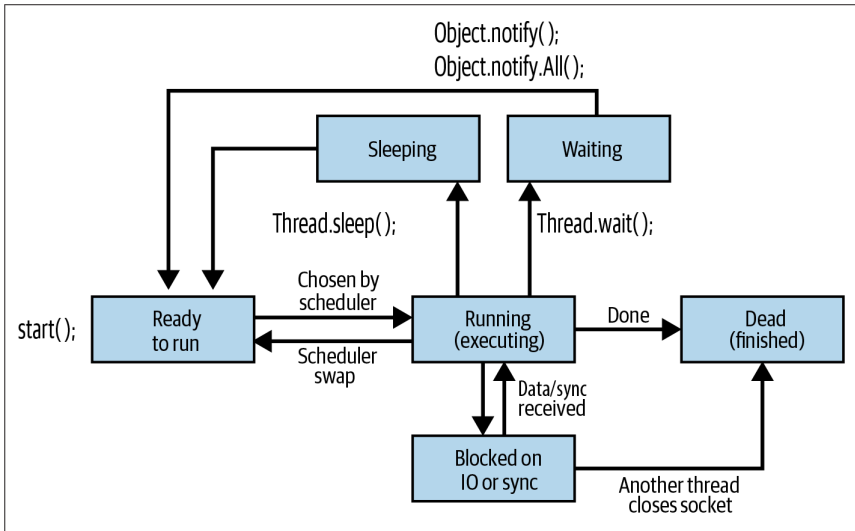 Object.notify();
Object.notify.All();
Sleeping
Waiting
Thread.sleep();
Thread.wait();
start();
Ready
to run
Chosen by
scheduler
Scheduler
swap
Running
(executing)
Done
Dead
(finished)
Data/sync
received
Blocked on
IO or sync
Another thread
closes socket